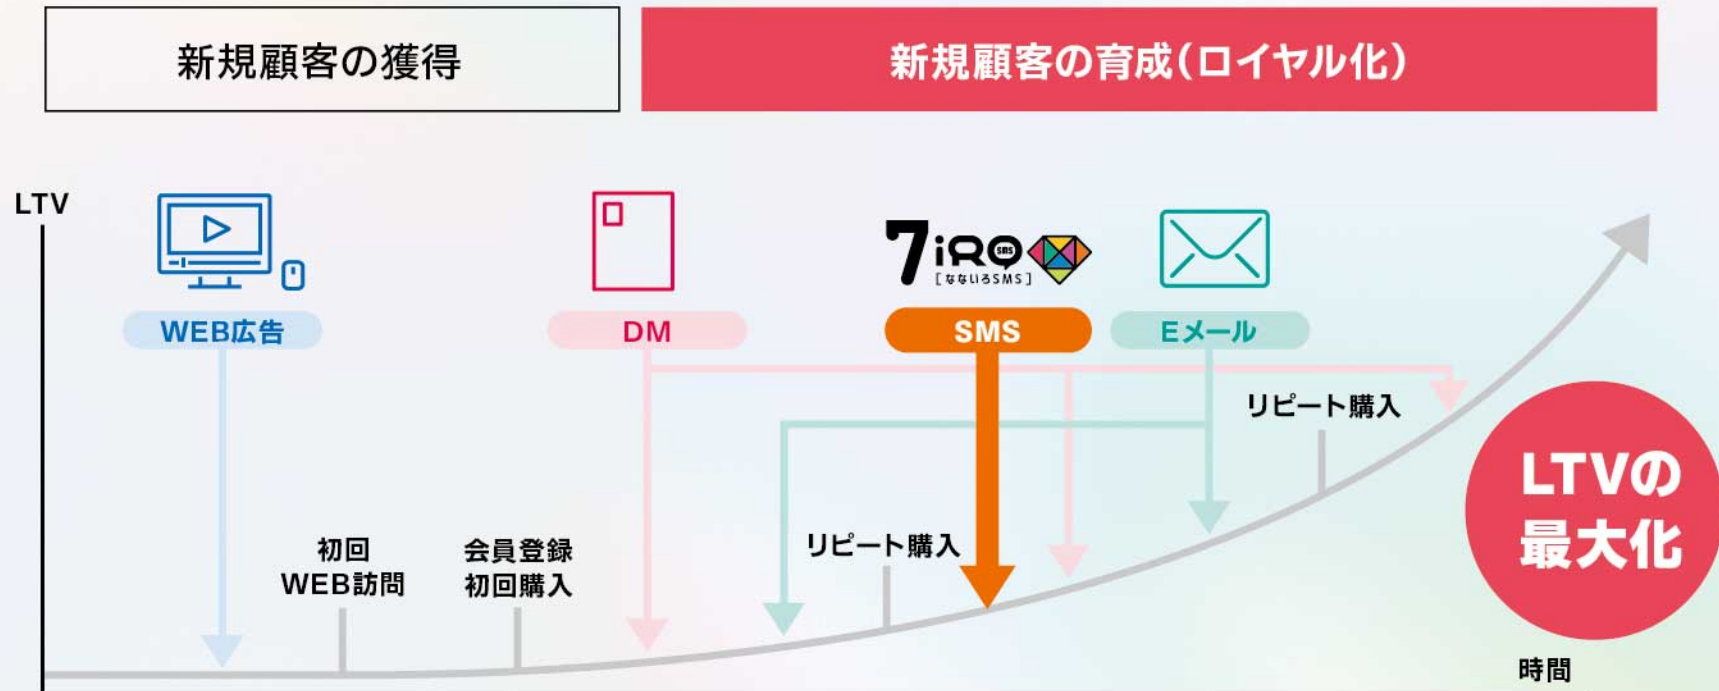 新規顧客の獲得
新規顧客の育成(ロイヤル化)
LTV
7iRO
SMS
[なないろSMS]
WEB広告
DM
SMS
Eメール
リピート購入
LTVの
最大化
初回
WEB訪問
会員登録
初回購入
リピート購入
時間